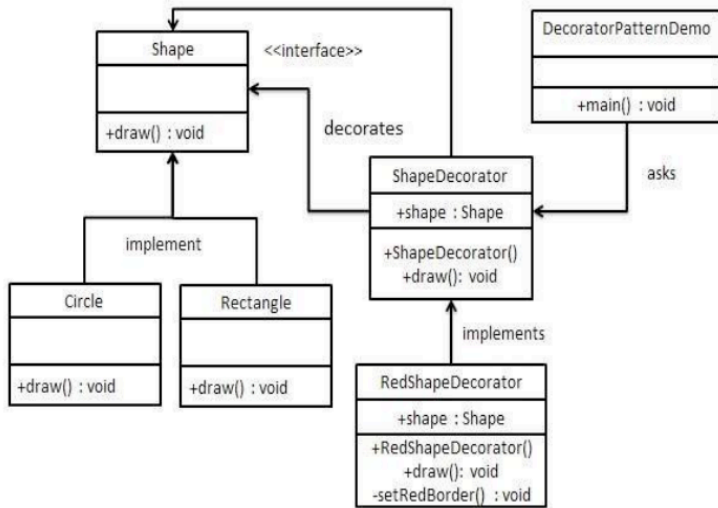 Shape
+draw() : void
<<interface>>
decorates
DecoratorPatternDemo
+main() : void
asks
ShapeDecorator
+shape : Shape
+ShapeDecorator()
+draw(): void
implement
Circle
+draw() : void
Rectangle
+draw() : void
implements
RedShapeDecorator
+shape : Shape
+RedShapeDecorator()
+draw(): void
-setRedBorder() : void